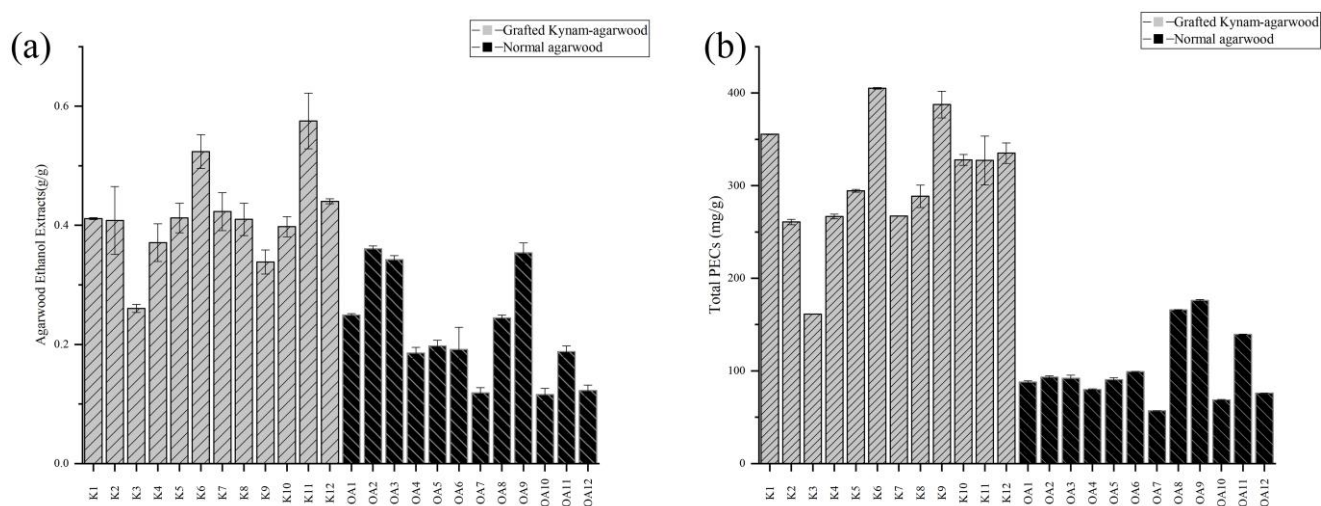 (a)
Grafted Kynam-agarwood
Normal agarwood
Agarwood Ethanol Extracts(g/g)
0.6
0.4
0.2
0.0
K1 K2 K3 K4 K5 K6 K7 K8 K9 K10 K11 K12 OA1 OA2 OA3 OA4 OA5 OA6 OA7 OA8 OA9 OA10 OA11 OA12
(b)
Grafted Kynam-agarwood
Normal agarwood
Total PECs (mg/g)
400
300
200
100
0
K1 K2 K3 K4 K5 K6 K7 K8 K9 K10 K11 K12 OA1 OA2 OA3 OA4 OA5 OA6 OA7 OA8 OA9 OA10 OA11 OA12